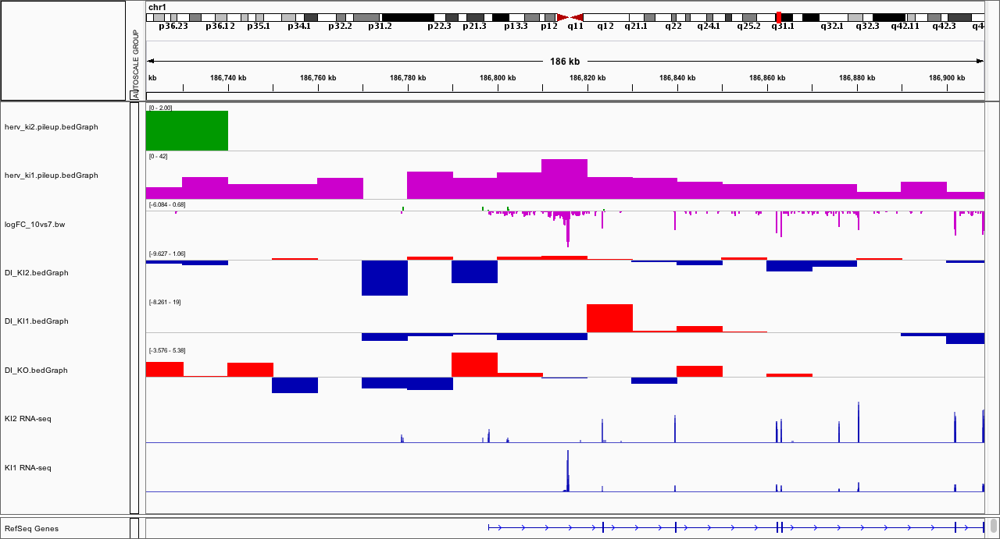 chr1
p36.23 p36.12 p35.1 p34.1 p32.2 p31.2 p22.3 p21.3 p13.3 p12 q11 q12 q21.1 q22 q24.1 q25.2 q31.1 q32.1 q32.3 q42.11 q42.3 q4
AUTOSCALE GROUP
186 kb
kb 186,740 kb 186,760 kb 186,780 kb 186,800 kb 186,820 kb 186,840 kb 186,860 kb 186,880 kb 186,900 kb
[0 - 2.00]
herv_ki2.pileup.bedGraph
[0 - 42]
herv_ki1.pileup.bedGraph
[-6.084 - 0.68]
logFC_10vs7.bw
[-9.627 - 1.06]
DI_KI2.bedGraph
[-8.261 - 19]
DI_KI1.bedGraph
[-3.576 - 5.38]
DI_KO.bedGraph
KI2 RNA-seq
KI1 RNA-seq
RefSeq Genes